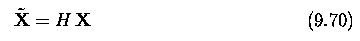 X̃ = H X (9.70)